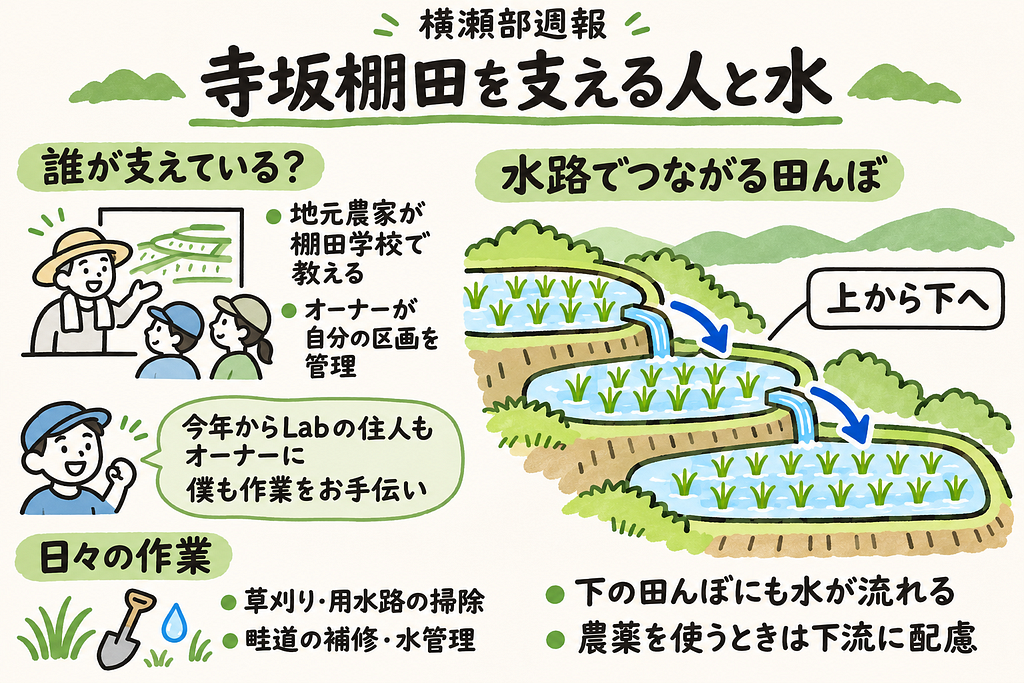 横瀬部週報
寺坂棚田を支える人と水
誰が支えている?
地元農家が
棚田学校で
教える
オーナーが
自分の区画を
管理
今年からLabの住人も
オーナーに
僕も作業をお手伝い
日々の作業
草刈り・用水路の掃除
畦道の補修・水管理
水路でつながる田んぼ
上から下へ
下の田んぼにも水が流れる
農薬を使うときは下流に配慮